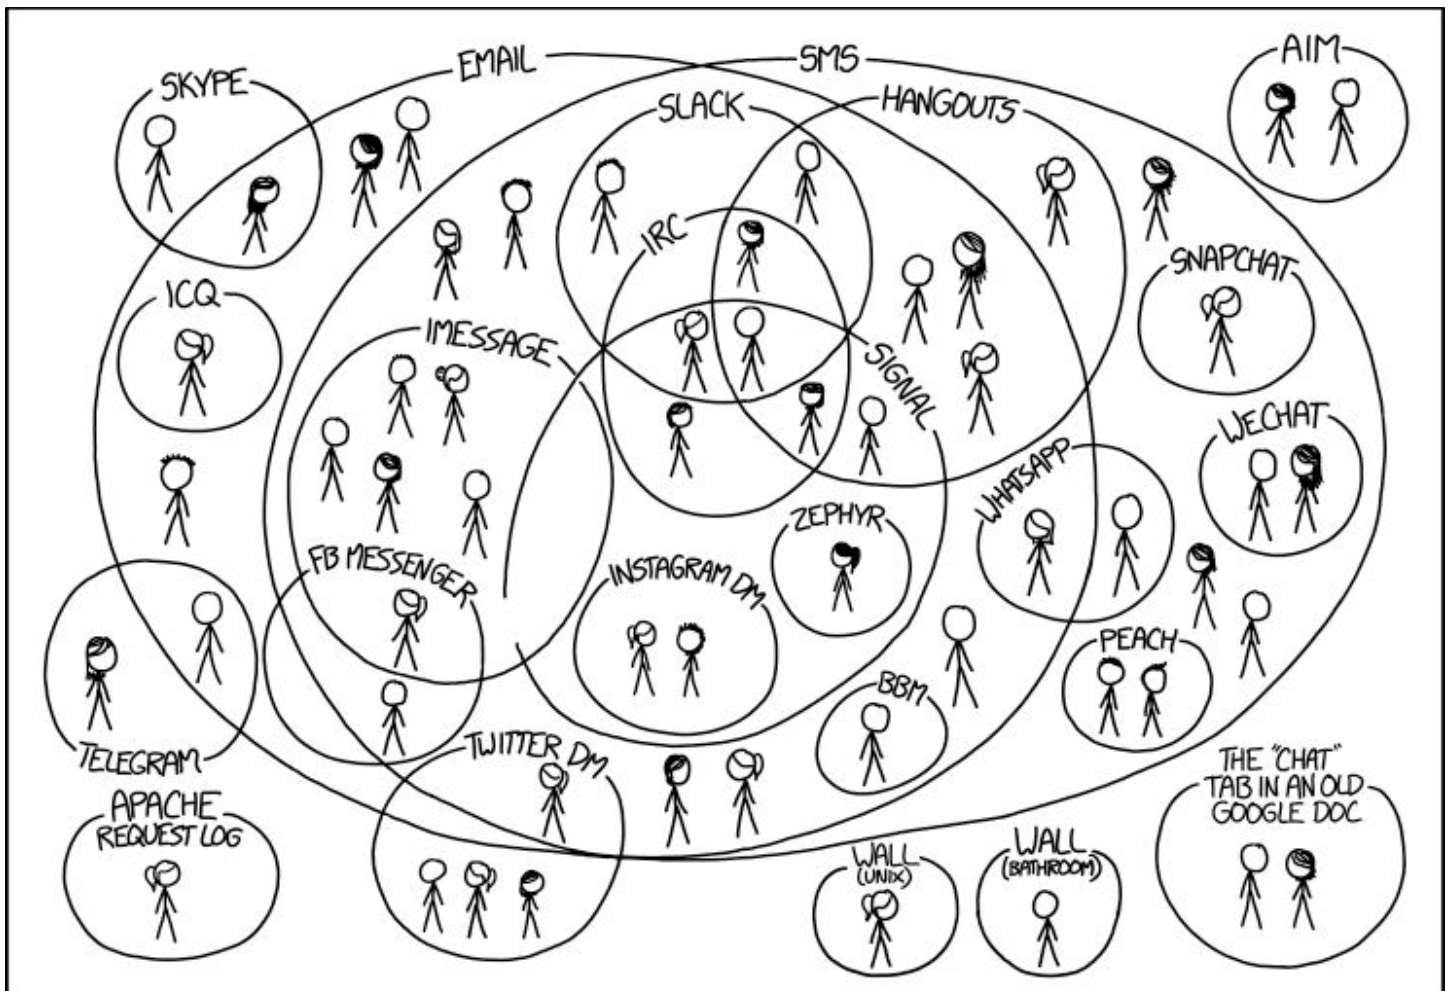 EMAIL
SMS
AIM
SKYPE
SLACK
HANGOUTS
IRC
SNAPCHAT
ICQ
IMESSAGE
SIGNAL
WECHAT
WHATSAPP
ZEPHYR
FB MESSENGER
INSTAGRAM DM
PEACH
BBM
TELEGRAM
TWITTER DM
THE "CHAT"
TAB IN AN OLD
GOOGLE DOC
APACHE
REQUEST LOG
WALL
(UNIX)
WALL
(BATHROOM)